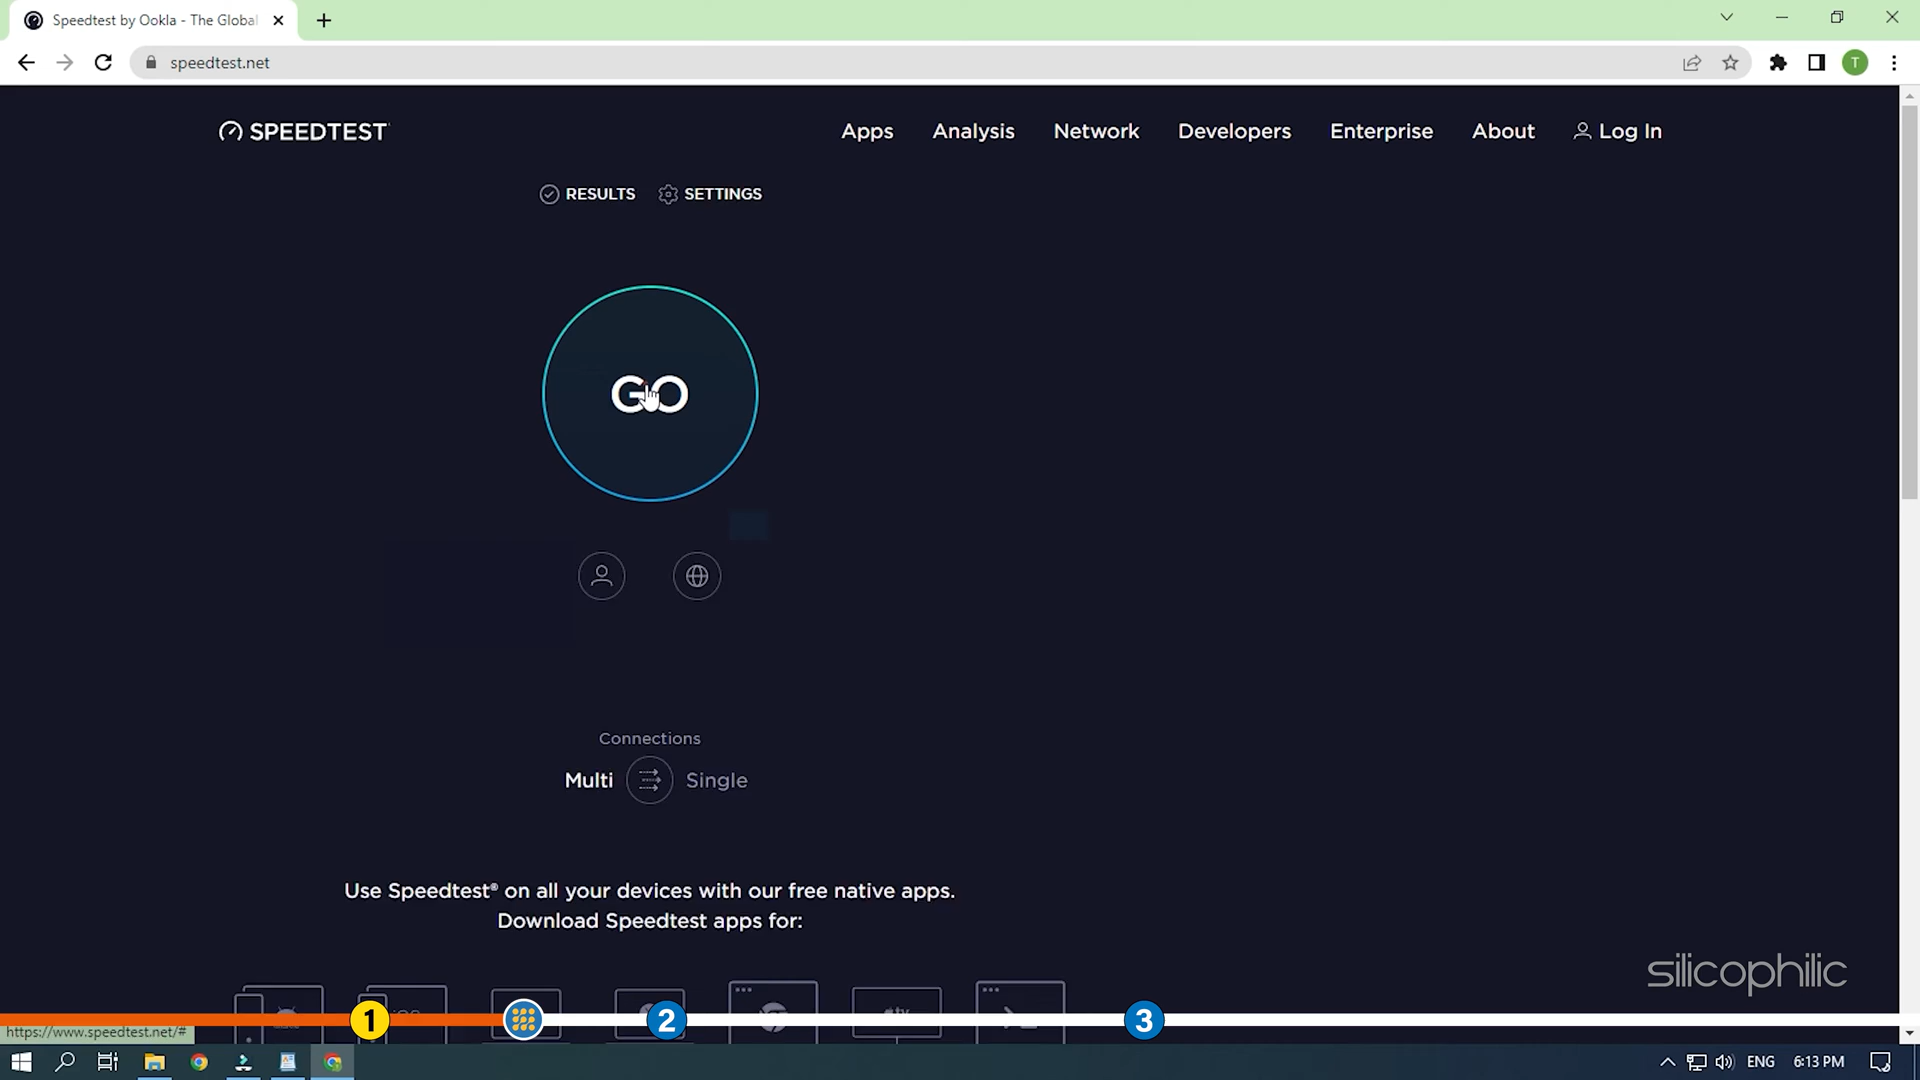 Speedtest by Ookla - The Global
speedtest.net
T
SPEEDTEST
Apps
Analysis
Network
Developers
Enterprise
About
Log In
RESULTS
SETTINGS
GO
Connections
Multi
Single
Use Speedtest® on all your devices with our free native apps.
Download Speedtest apps for:
silicophilic
1
2
3
https://www.speedtest.net/#
ENG
6:13 PM